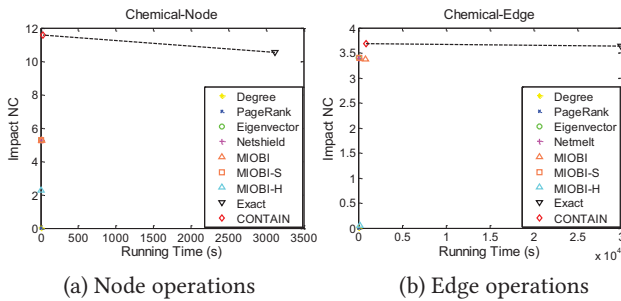 Chemical-Node
Impact NC
12
10
8
6
4
2
0
0 500 1000 1500 2000 2500 3000 3500
Running Time (s)
Degree
PageRank
Eigenvector
Netshield
MIOBI
MIOBI-S
MIOBI-H
Exact
CONTAIN
(a) Node operations
Chemical-Edge
Impact NC
4
3.5
3
2.5
2
1.5
1
0.5
0
0 0.5 1 1.5 2 2.5 3
Running Time (s)
× 10⁴
Degree
PageRank
Eigenvector
Netmelt
MIOBI
MIOBI-S
MIOBI-H
Exact
CONTAIN
(b) Edge operations